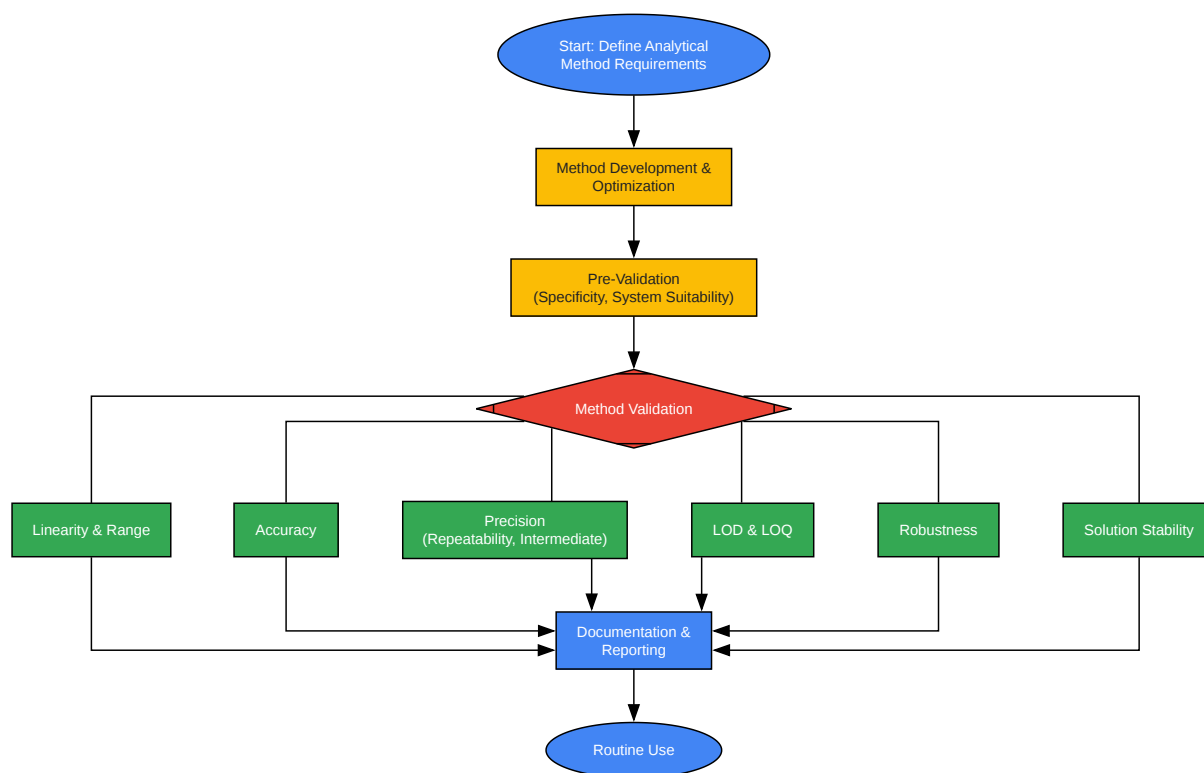 Start: Define Analytical
Method Requirements
Method Development &
Optimization
Pre-Validation
(Specificity, System Suitability)
Method Validation
Linearity & Range
Accuracy
Precision
(Repeatability, Intermediate)
LOD & LOQ
Robustness
Solution Stability
Documentation &
Reporting
Routine Use